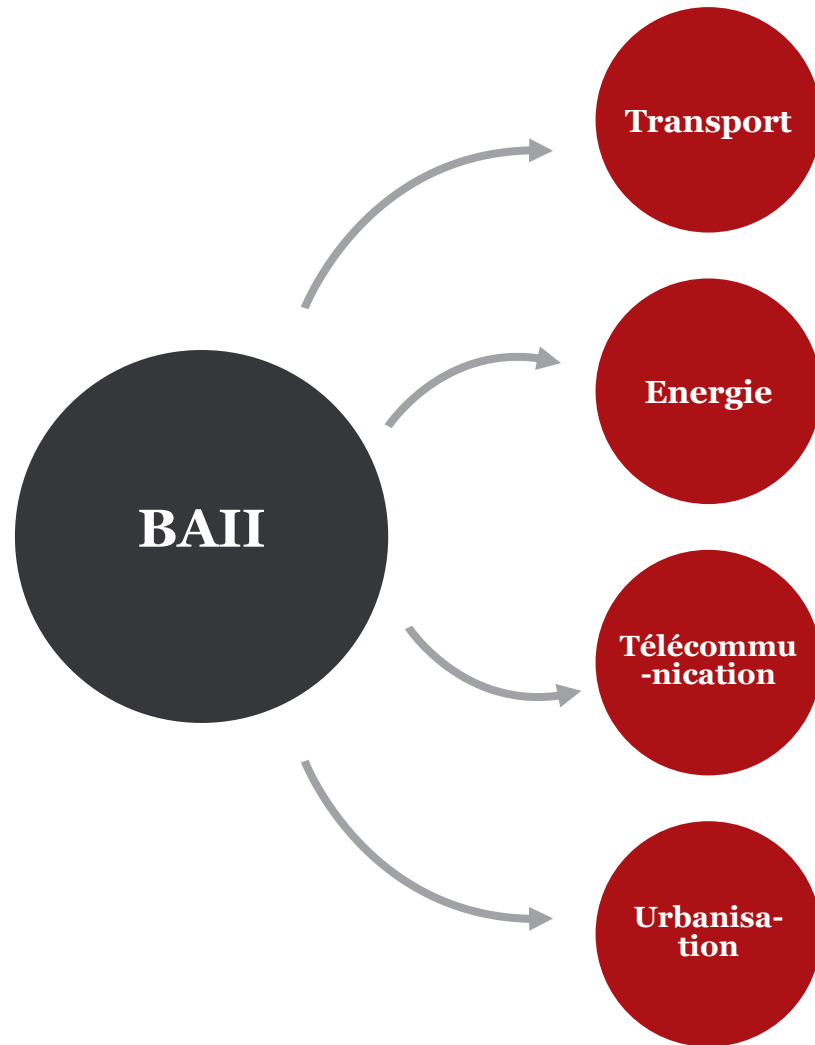 Transport
Energie
BAII
Télécommu
-nication
Urbanisa-
tion